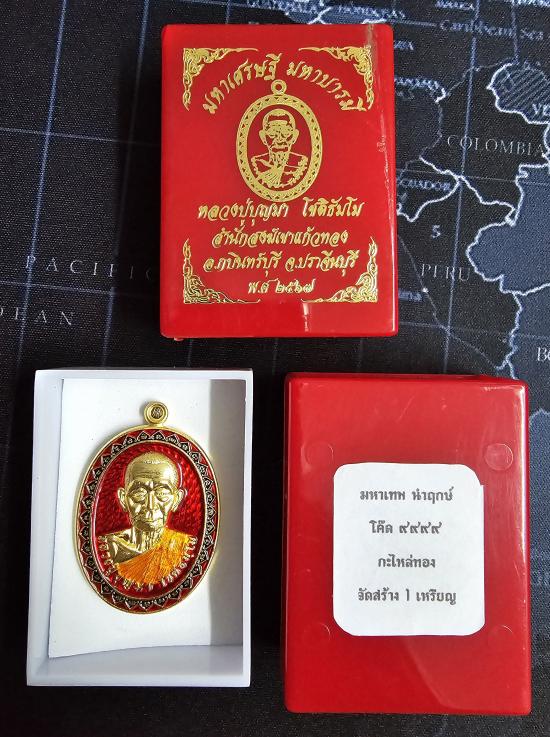 มหาเศรษฐี มหาบารมี
หลวงปู่บุญมา โชติธัมโม
สำนักสงฆ์เขาแก้วทอง
อ.กบินทร์บุรี จ.ปราจีนบุรี
พ.ศ ๒๕๖๗
COLOMBIA
ECUADOR
PERU
PACIFIC
OCEAN
มหาเทพ นำฤกษ์
โค๊ด ๙๙๙๙
กะไหล่ทอง
จัดสร้าง 1 เหรียญ